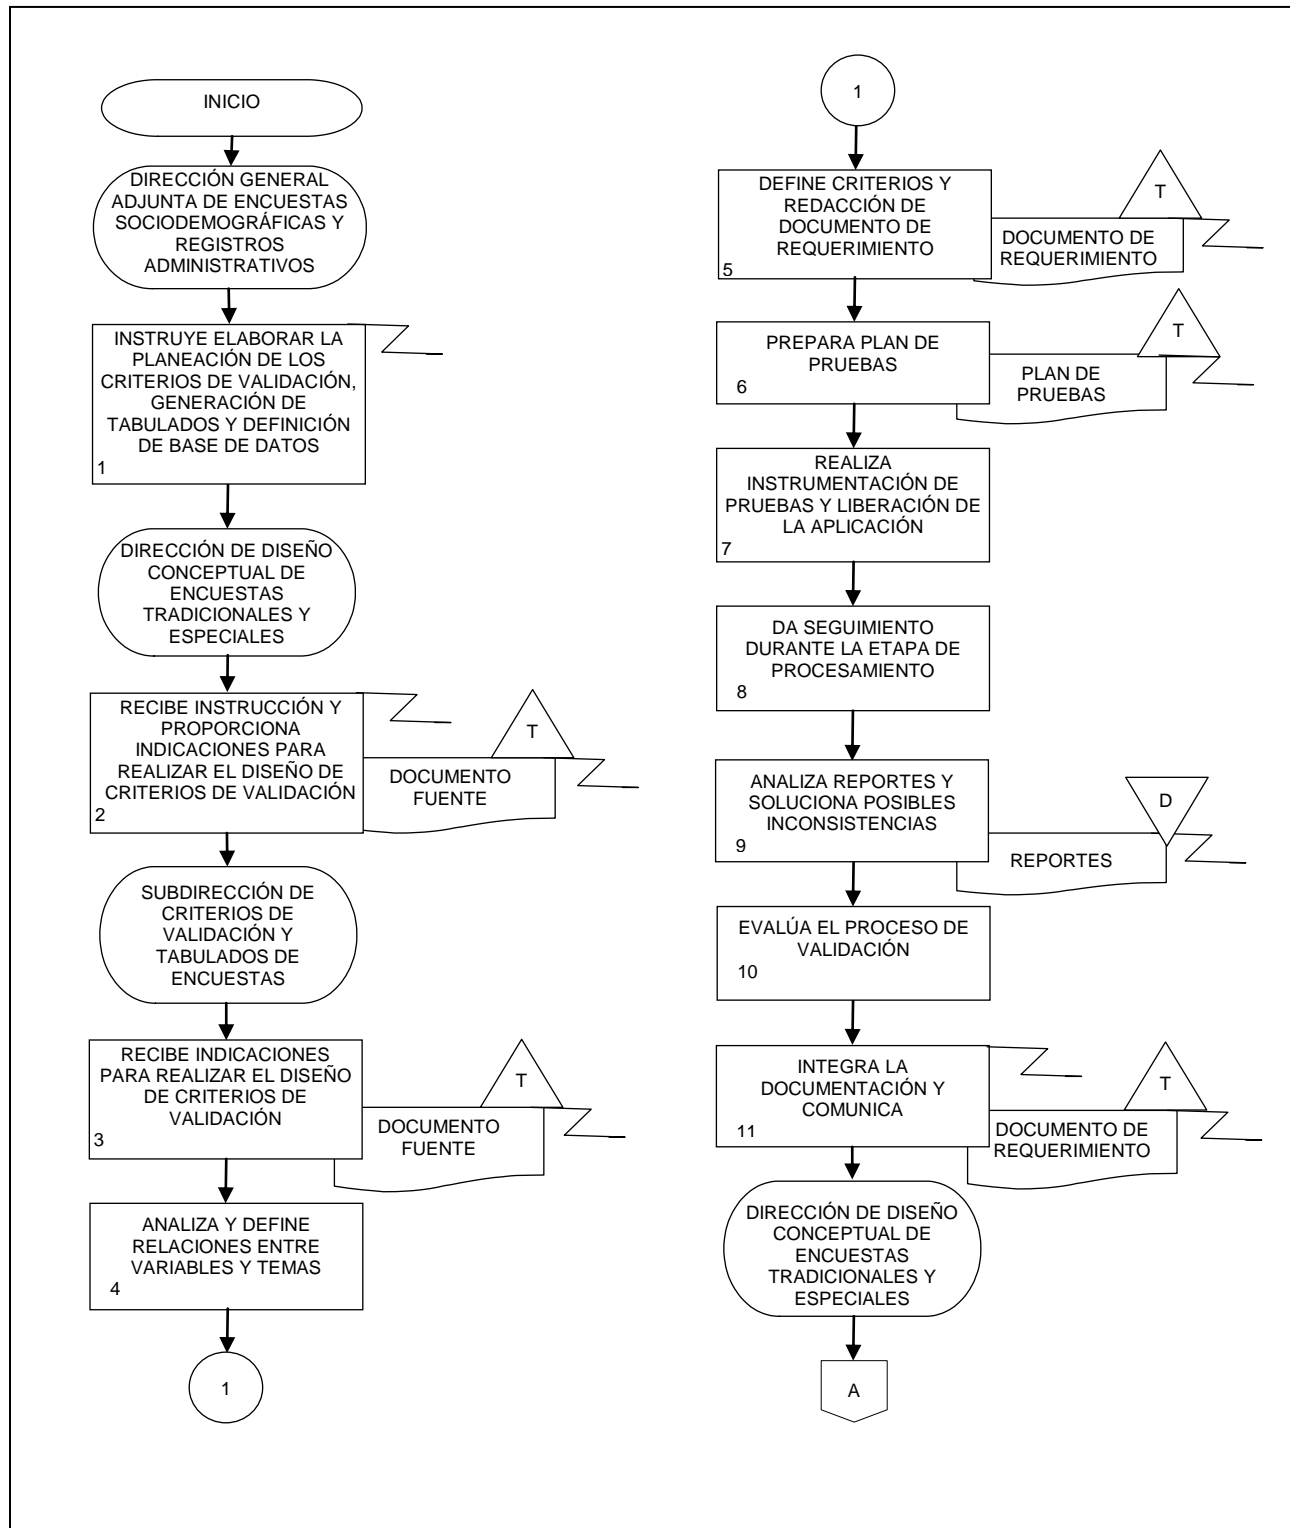 INICIO
DIRECCIÓN GENERAL
ADJUNTA DE ENCUESTAS
SOCIODEMOGRÁFICAS Y
REGISTROS
ADMINISTRATIVOS
INSTRUYE ELABORAR LA
PLANEACIÓN DE LOS
CRITERIOS DE VALIDACIÓN,
GENERACIÓN DE
TABULADOS Y DEFINICIÓN
DE BASE DE DATOS
1
DIRECCIÓN DE DISEÑO
CONCEPTUAL DE
ENCUESTAS
TRADICIONALES Y
ESPECIALES
RECIBE INSTRUCCIÓN Y
PROPORCIONA
INDICACIONES PARA
REALIZAR EL DISEÑO DE
CRITERIOS DE VALIDACIÓN
2
T
DOCUMENTO
FUENTE
SUBDIRECCIÓN DE
CRITERIOS DE
VALIDACIÓN Y
TABULADOS DE
ENCUESTAS
RECIBE INDICACIONES
PARA REALIZAR EL DISEÑO
DE CRITERIOS DE
VALIDACIÓN
3
T
DOCUMENTO
FUENTE
ANALIZA Y DEFINE
RELACIONES ENTRE
VARIABLES Y TEMAS
4
1
1
DEFINE CRITERIOS Y
REDACCIÓN DE
DOCUMENTO DE
REQUERIMIENTO
5
T
DOCUMENTO DE
REQUERIMIENTO
PREPARA PLAN DE
PRUEBAS
6
T
PLAN DE
PRUEBAS
REALIZA
INSTRUMENTACIÓN DE
PRUEBAS Y LIBERACIÓN DE
LA APLICACIÓN
7
DA SEGUIMIENTO
DURANTE LA ETAPA DE
PROCESAMIENTO
8
ANALIZA REPORTES Y
SOLUCIONA POSIBLES
INCONSISTENCIAS
9
D
REPORTES
EVALÚA EL PROCESO DE
VALIDACIÓN
10
INTEGRA LA
DOCUMENTACIÓN Y
COMUNICA
11
T
DOCUMENTO DE
REQUERIMIENTO
DIRECCIÓN DE DISEÑO
CONCEPTUAL DE
ENCUESTAS
TRADICIONALES Y
ESPECIALES
A